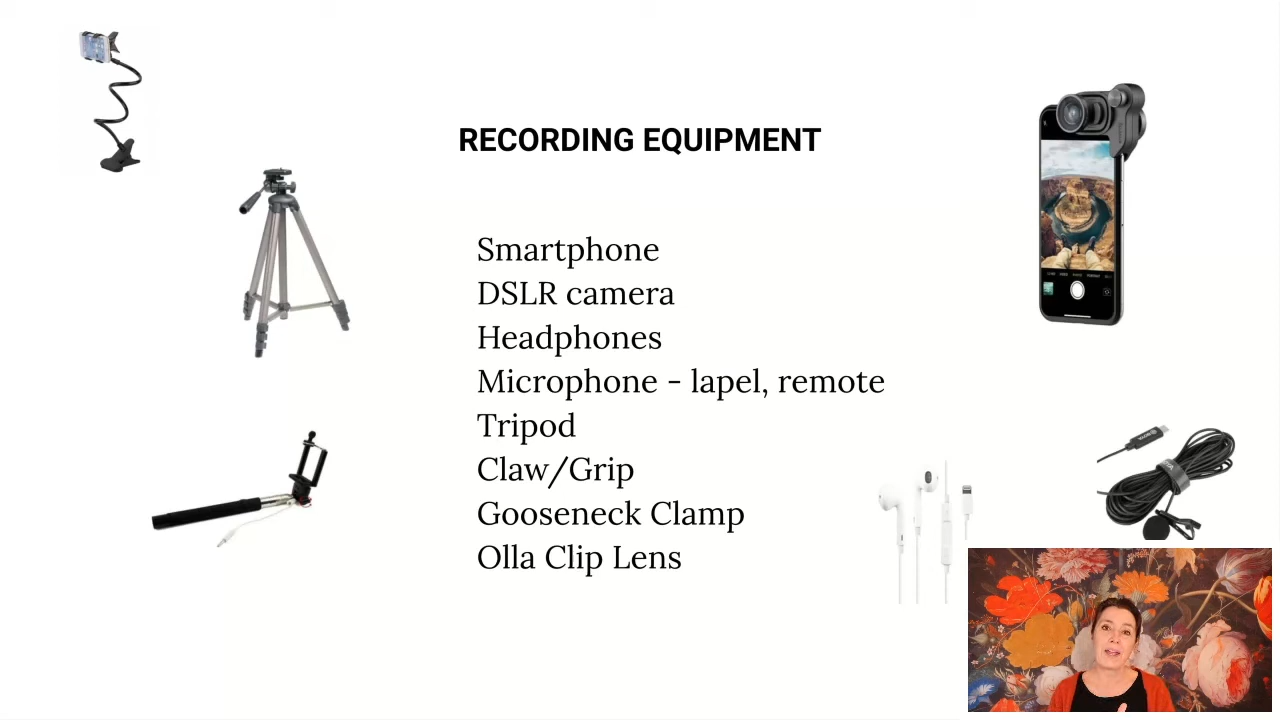 RECORDING EQUIPMENT
Smartphone
DSLR camera
Headphones
Microphone - lapel, remote
Tripod
Claw/Grip
Gooseneck Clamp
Olla Clip Lens